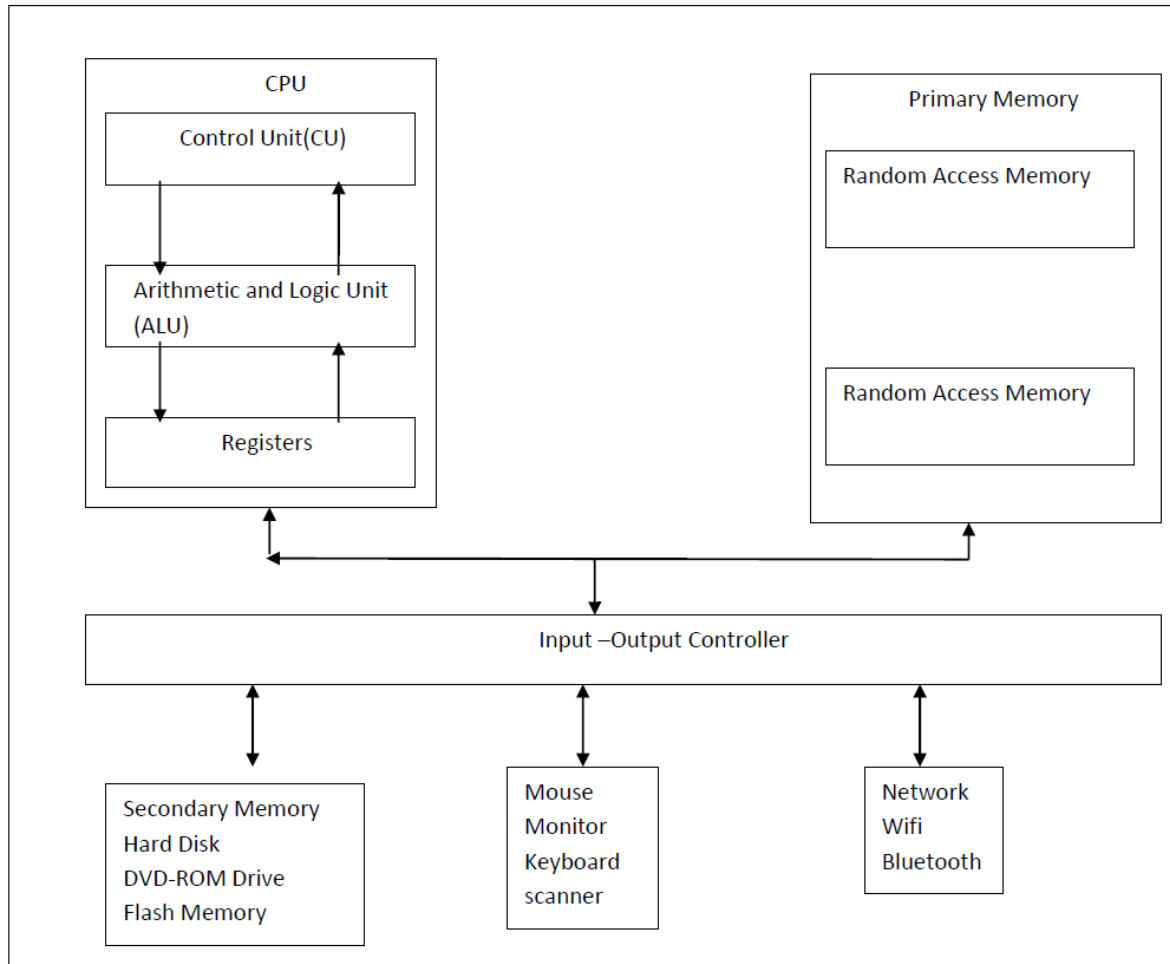 CPU
Control Unit(CU)
Arithmetic and Logic Unit
(ALU)
Registers
Primary Memory
Random Access Memory
Random Access Memory
Input –Output Controller
Secondary Memory
Hard Disk
DVD-ROM Drive
Flash Memory
Mouse
Monitor
Keyboard
scanner
Network
Wifi
Bluetooth